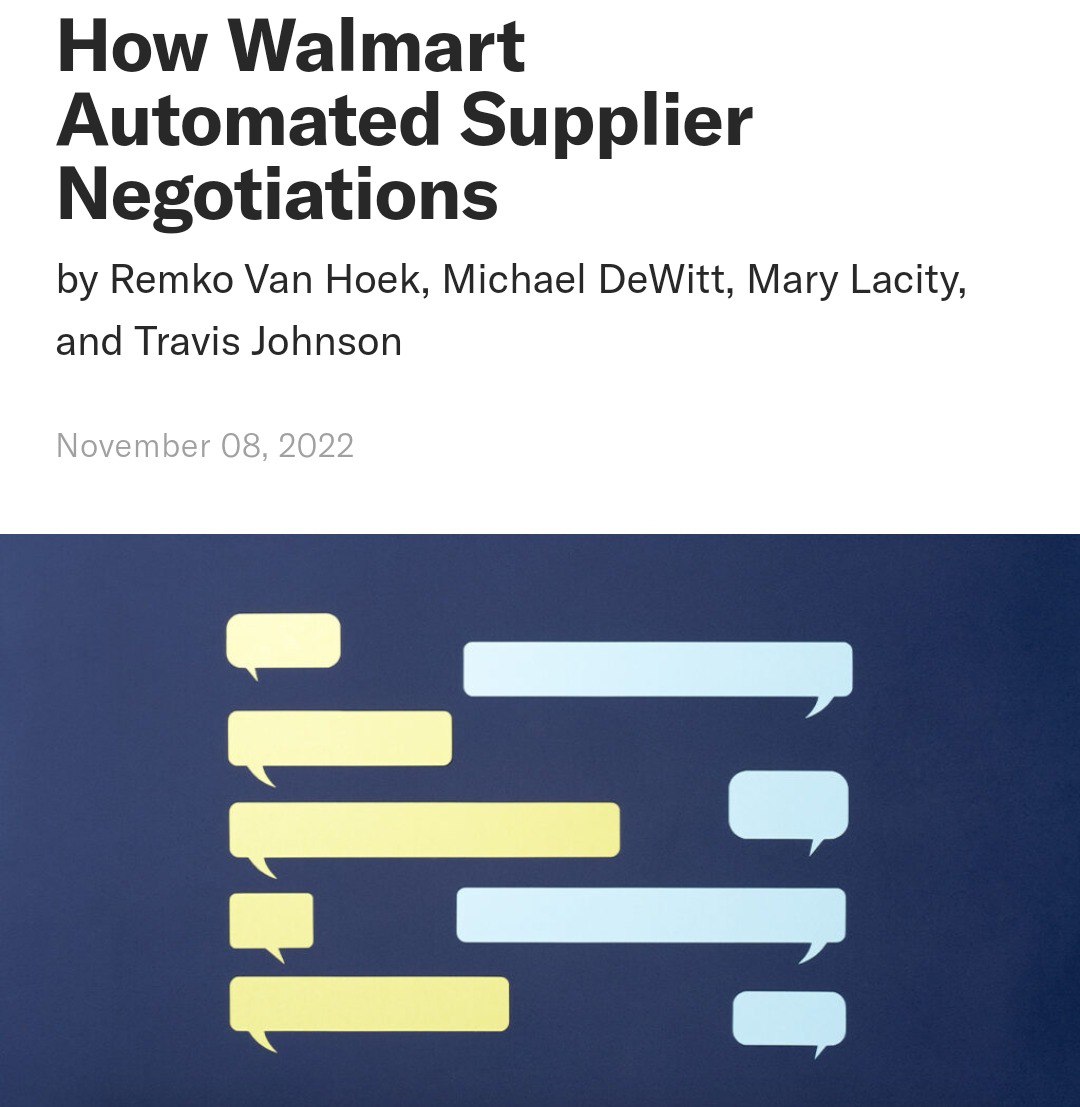 How Walmart
Automated Supplier
Negotiations
by Remko Van Hoek, Michael DeWitt, Mary Lacity,
and Travis Johnson
November 08, 2022